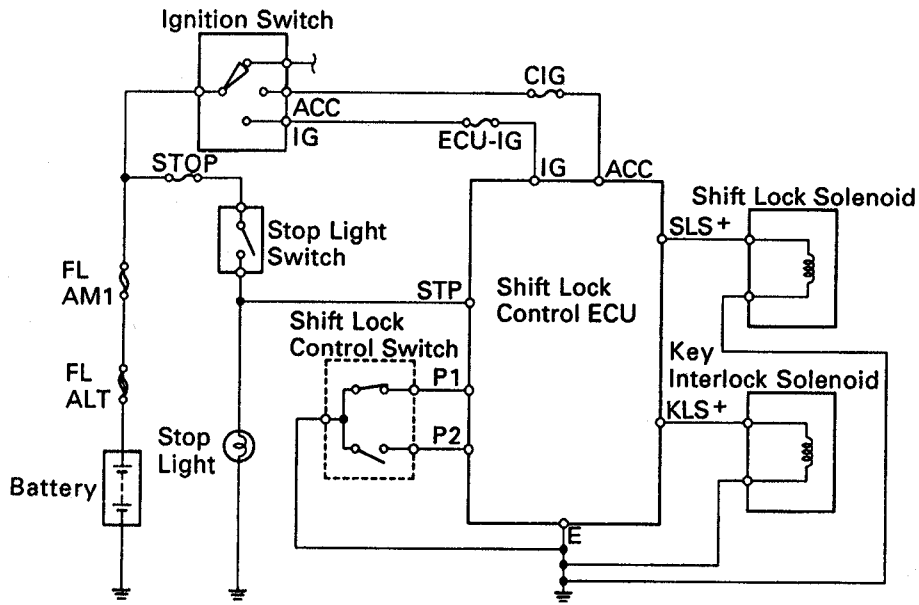 Ignition Switch
CIG
ACC
IG
ECU-IG
STOP
IG
ACC
Shift Lock Solenoid
Stop Light
Switch
SLS+
FL
AM1
STP
Shift Lock
Control ECU
Shift Lock
Control Switch
Key
Interlock Solenoid
FL
ALT
P1
KLS+
Stop
Light
P2
Battery
E